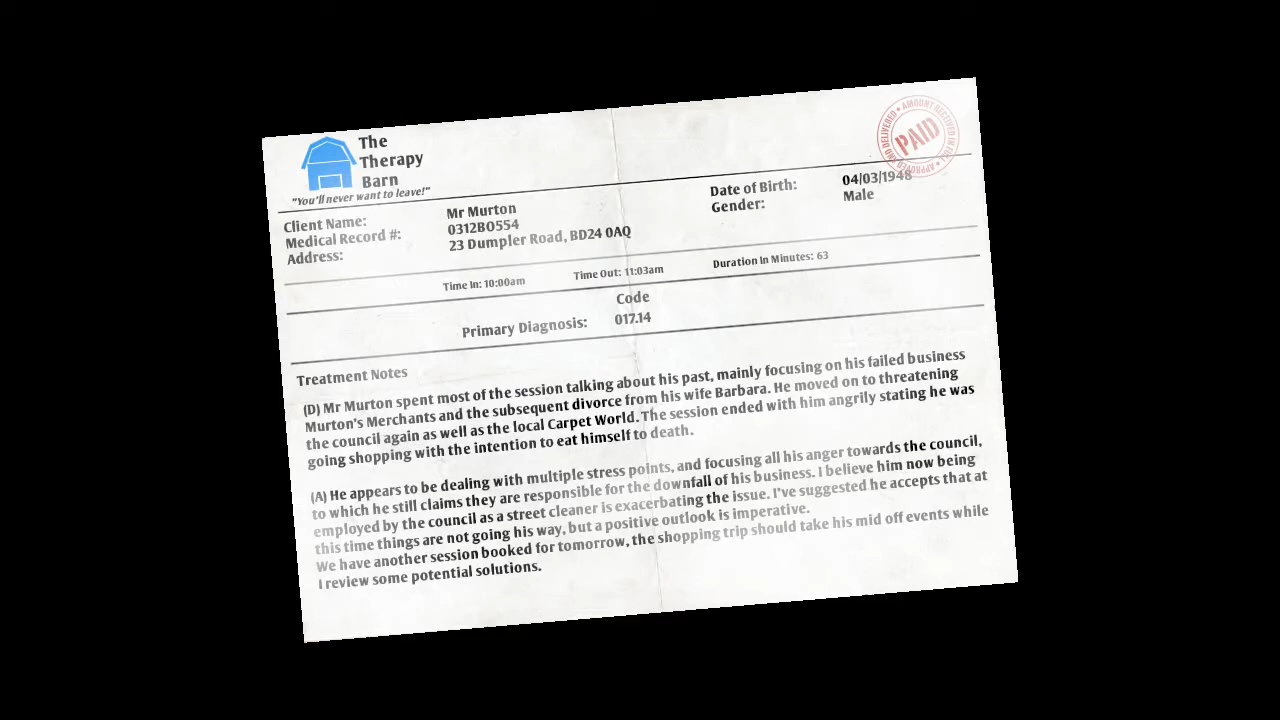 The
Therapy
Barn
"You'll never want to leave!"
AMOUNT RECEIVED IN FULL • APPROVED AND DELIVERED •
PAID
Client Name: Mr Murton Date of Birth: 04/03/1948
Medical Record #: 0312BO554 Gender: Male
Address: 23 Dumpler Road, BD24 0AQ
Time In: 10:00am Time Out: 11:03am Duration In Minutes: 63
Code
Primary Diagnosis: 017.14
Treatment Notes
(D) Mr Murton spent most of the session talking about his past, mainly focusing on his failed business
Murton's Merchants and the subsequent divorce from his wife Barbara. He moved on to threatening
the council again as well as the local Carpet World. The session ended with him angrily stating he was
going shopping with the intention to eat himself to death.
(A) He appears to be dealing with multiple stress points, and focusing all his anger towards the council,
to which he still claims they are responsible for the downfall of his business. I believe him now being
employed by the council as a street cleaner is exacerbating the issue. I've suggested he accepts that at
this time things are not going his way, but a positive outlook is imperative.
We have another session booked for tomorrow, the shopping trip should take his mid off events while
I review some potential solutions.